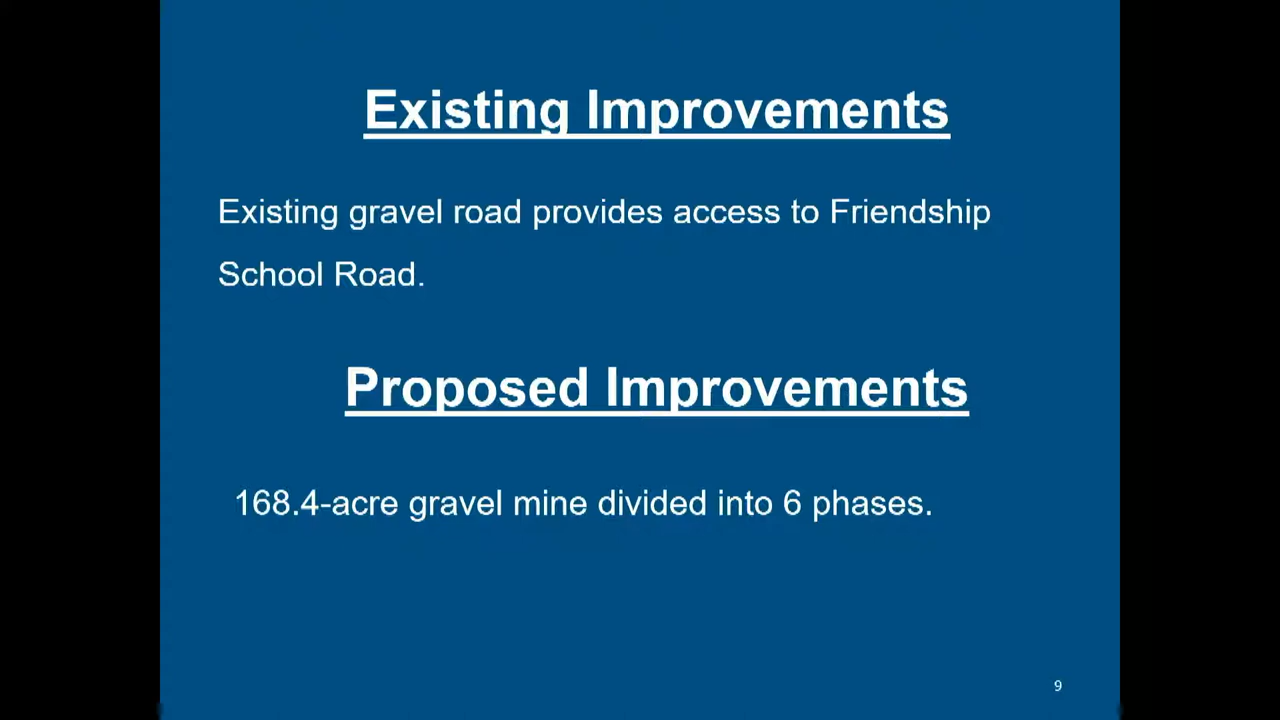 Existing Improvements
Existing gravel road provides access to Friendship
School Road.
Proposed Improvements
168.4-acre gravel mine divided into 6 phases.
9